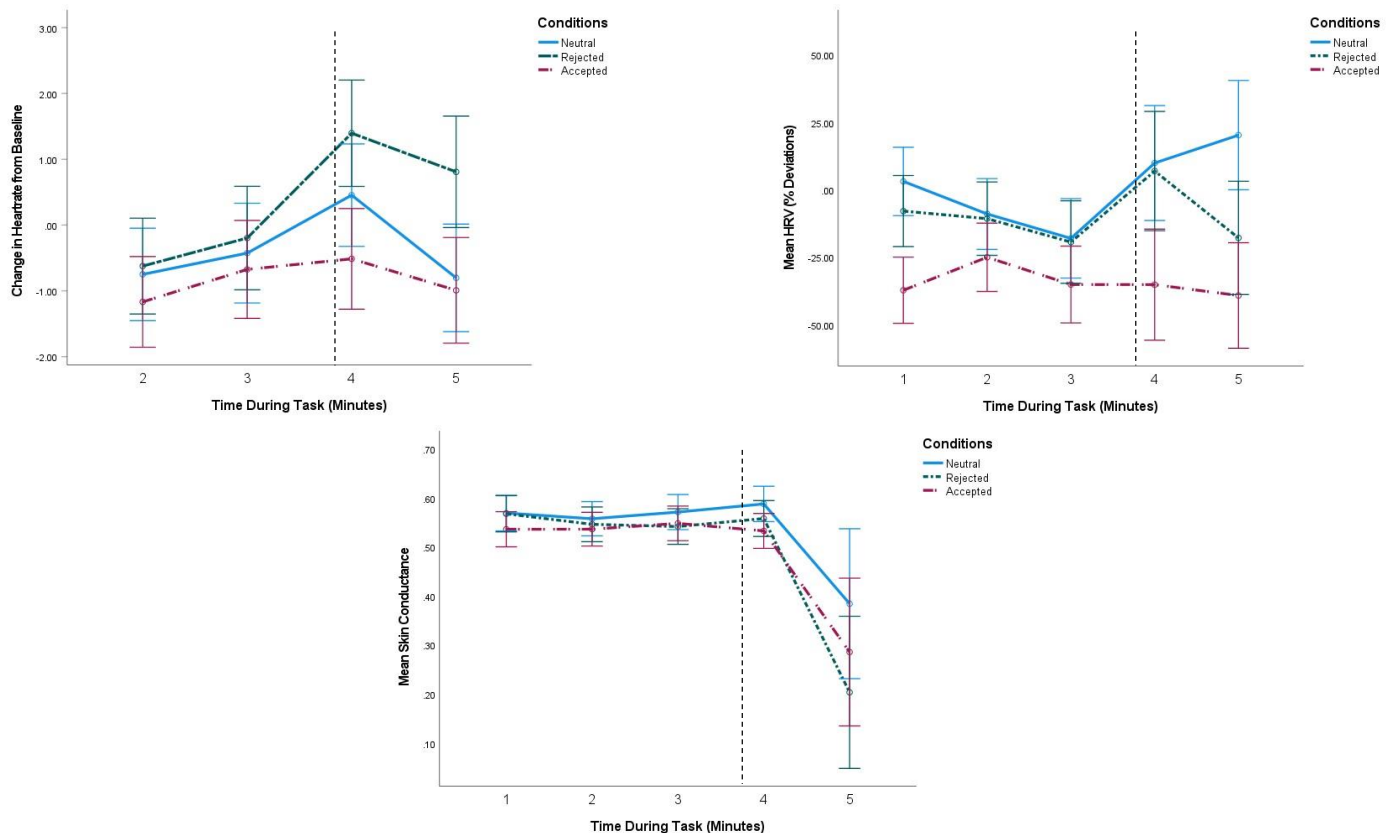 Change in Heartrate from Baseline
3.00
2.00
1.00
.00
-1.00
-2.00
2 3 4 5
Time During Task (Minutes)
Conditions
Neutral
Rejected
Accepted
Mean HRV (% Deviations)
50.00
25.00
.00
-25.00
-50.00
1 2 3 4 5
Time During Task (Minutes)
Conditions
Neutral
Rejected
Accepted
Mean Skin Conductance
.70
.60
.50
.40
.30
.20
.10
1 2 3 4 5
Time During Task (Minutes)
Conditions
Neutral
Rejected
Accepted